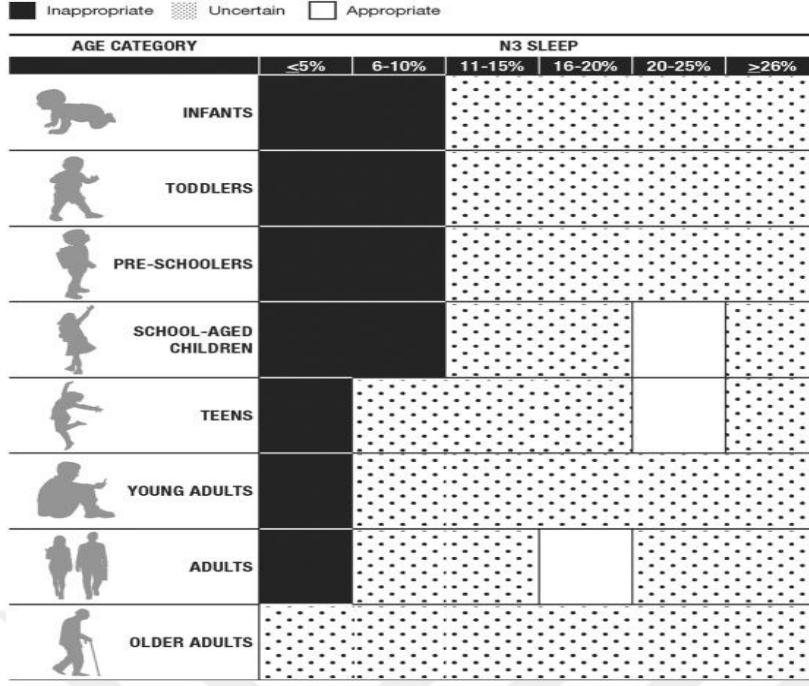 Inappropriate Uncertain Appropriate
AGE CATEGORY N3 SLEEP
≤5% 6-10% 11-15% 16-20% 20-25% ≥26%
INFANTS
TODDLERS
PRE-SCHOOLERS
SCHOOL-AGED
CHILDREN
TEENS
YOUNG ADULTS
ADULTS
OLDER ADULTS